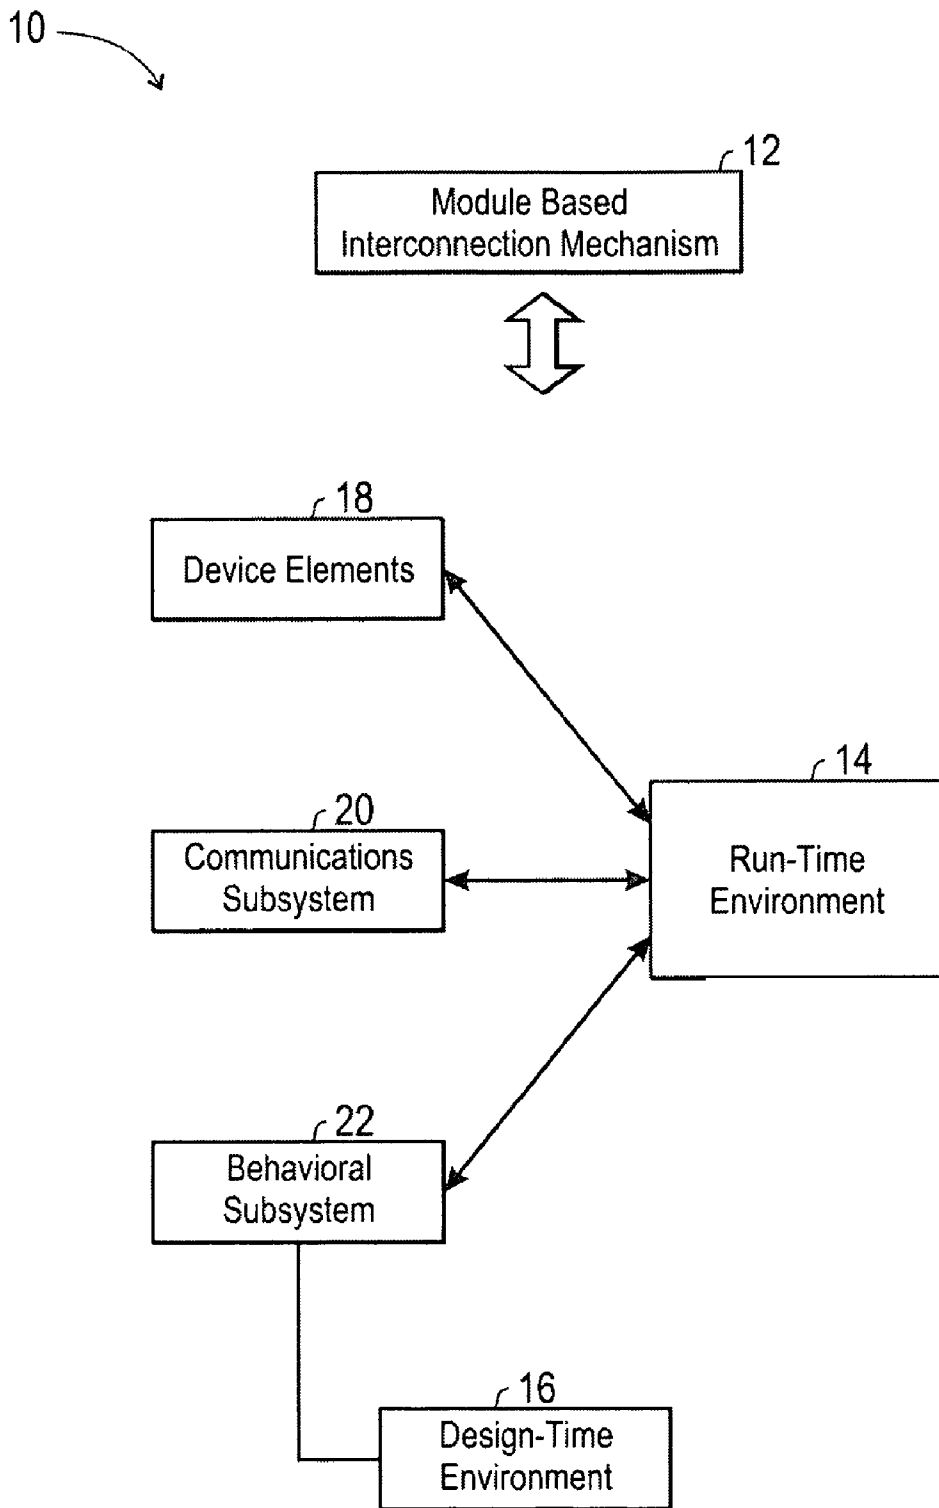 10
12
Module Based
Interconnection Mechanism
18
Device Elements
14
Run-Time
Environment
20
Communications
Subsystem
22
Behavioral
Subsystem
16
Design-Time
Environment